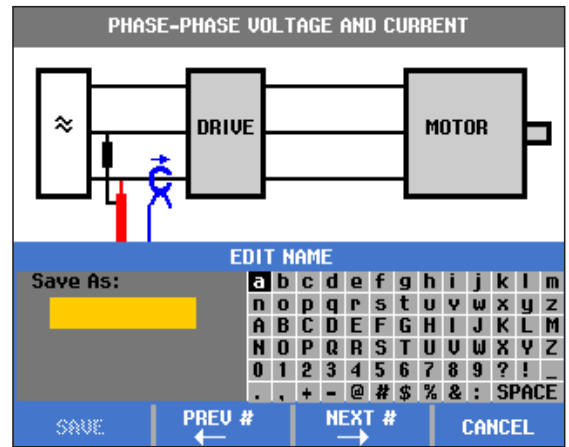 PHASE-PHASE VOLTAGE AND CURRENT
≈
DRIVE
MOTOR
EDIT NAME
Save As:
a b c d e f g h i j k l m
n o p q r s t u v w x y z
A B C D E F G H I J K L M
N O P Q R S T U V W X Y Z
0 1 2 3 4 5 6 7 8 9 ? ! _
. , + - @ # $ % & : SPACE
SAVE
PREV #
←
NEXT #
→
CANCEL